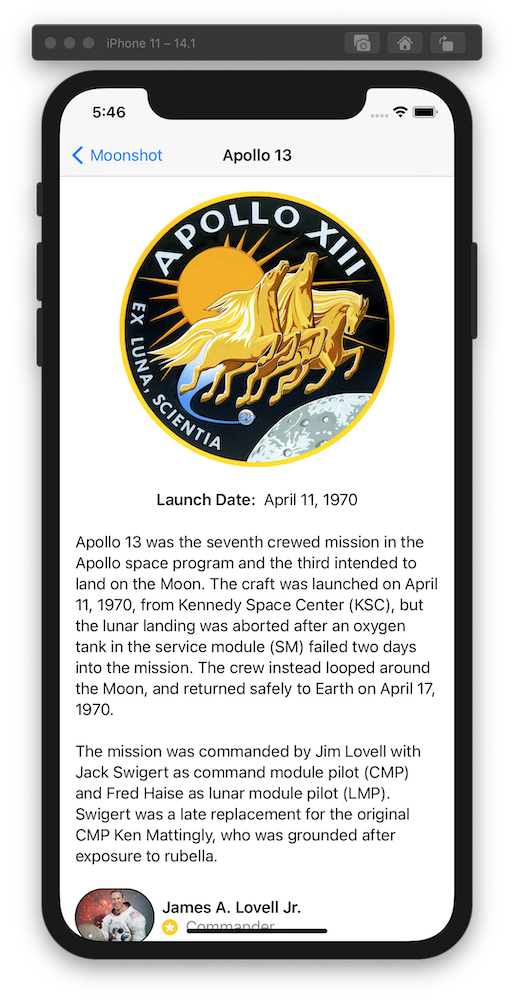 iPhone 11 – 14.1
5:46
Moonshot
Apollo 13
APOLLO XIII
EX LUNA, SCIENTIA
Launch Date: April 11, 1970
Apollo 13 was the seventh crewed mission in the
Apollo space program and the third intended to
land on the Moon. The craft was launched on April
11, 1970, from Kennedy Space Center (KSC), but
the lunar landing was aborted after an oxygen
tank in the service module (SM) failed two days
into the mission. The crew instead looped around
the Moon, and returned safely to Earth on April 17,
1970.
The mission was commanded by Jim Lovell with
Jack Swigert as command module pilot (CMP)
and Fred Haise as lunar module pilot (LMP).
Swigert was a late replacement for the original
CMP Ken Mattingly, who was grounded after
exposure to rubella.
James A. Lovell Jr.
Commander